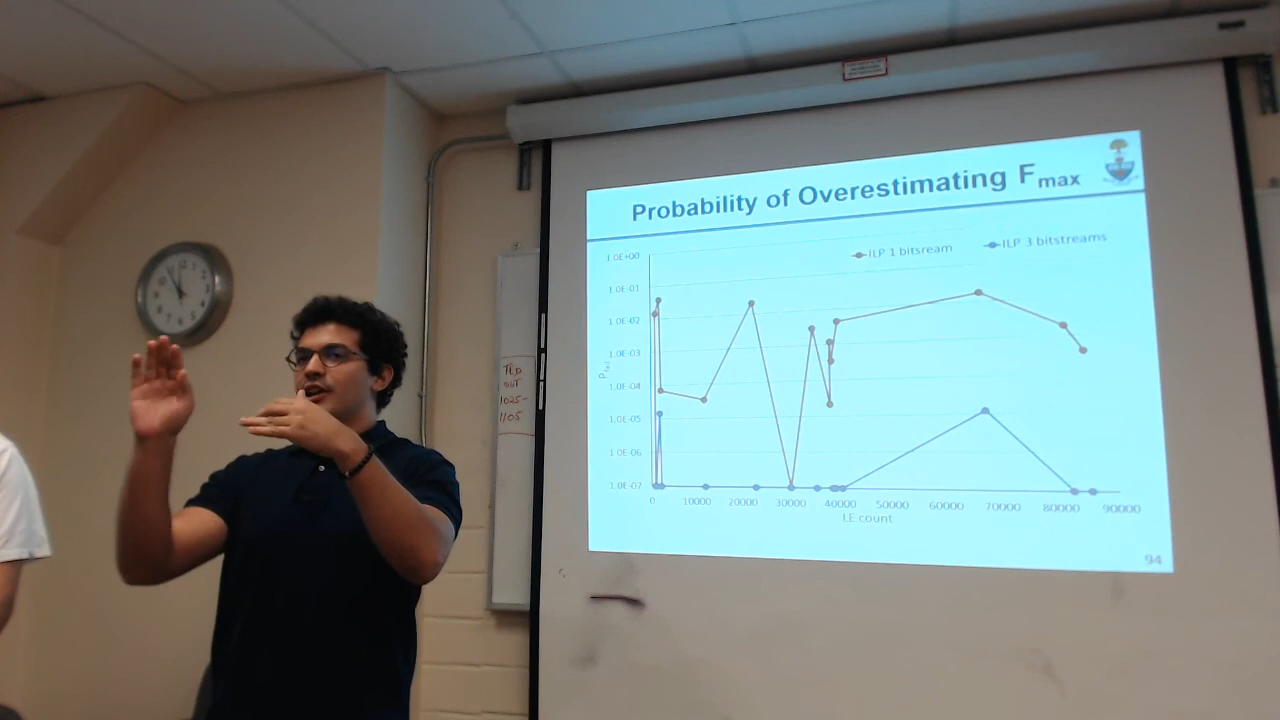 Probability of Overestimating Fmax
ILP 1 bitsream
ILP 3 bitstreams
1.0E+00
1.0E-01
1.0E-02
1.0E-03
1.0E-04
1.0E-05
1.0E-06
1.0E-07
0 10000 20000 30000 40000 50000 60000 70000 80000 90000
LE count
94
OUT
1025-
1105